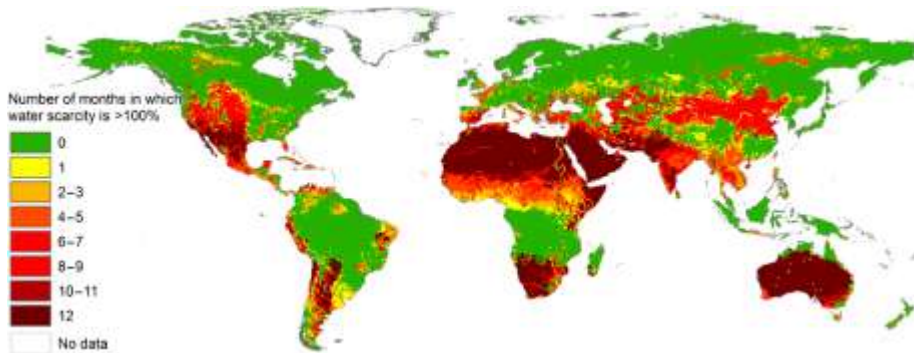 Number of months in which
water scarcity is >100%
0
1
2–3
4–5
6–7
8–9
10–11
12
No data